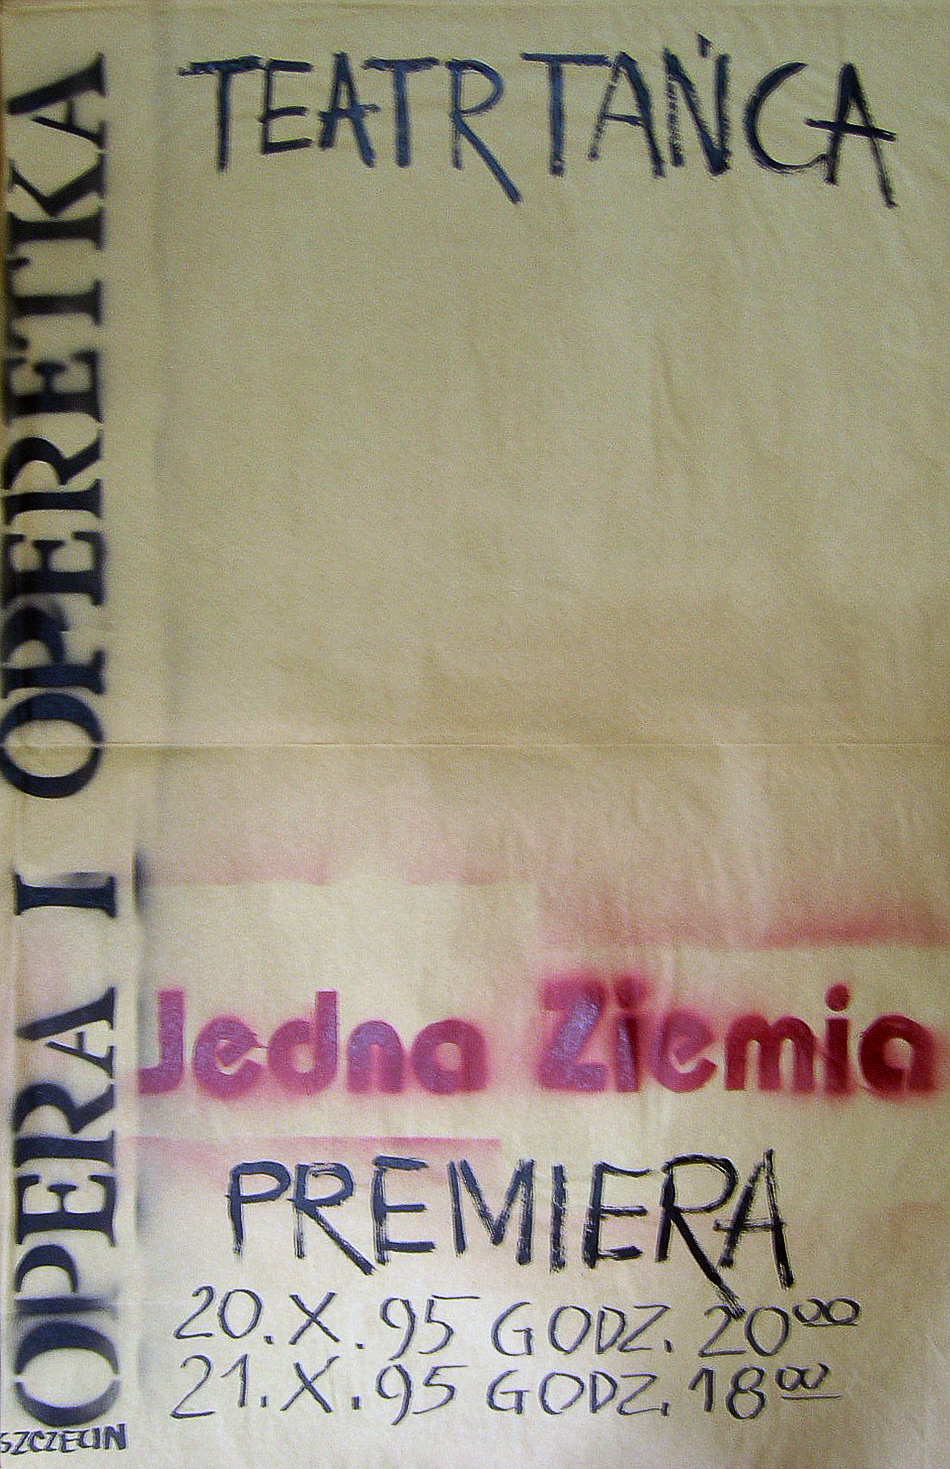 TEATR TAŃCA
OPERA I OPERETKA
SZCZECIN
Jedna Ziemia
PREMIERA
20.X.95 GODZ. 20⁰⁰
21.X.95 GODZ. 18⁰⁰